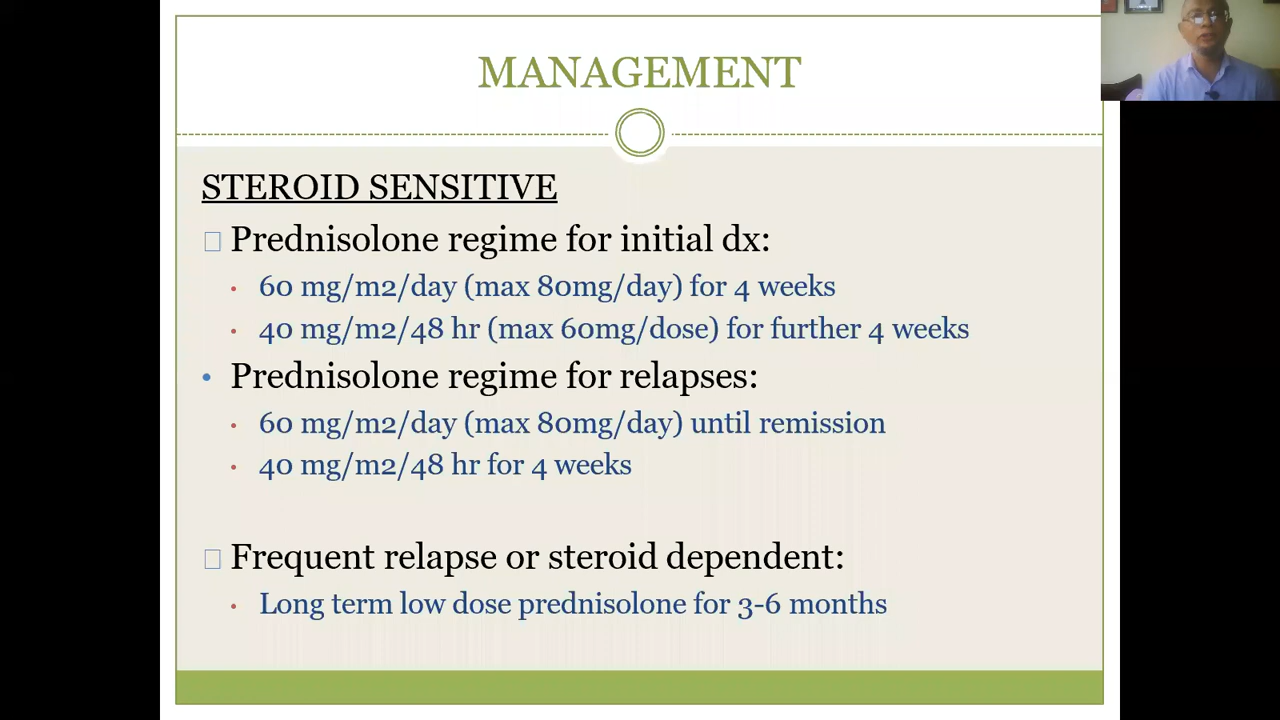 MANAGEMENT
STEROID SENSITIVE
Prednisolone regime for initial dx:
60 mg/m2/day (max 80mg/day) for 4 weeks
40 mg/m2/48 hr (max 60mg/dose) for further 4 weeks
Prednisolone regime for relapses:
60 mg/m2/day (max 80mg/day) until remission
40 mg/m2/48 hr for 4 weeks
Frequent relapse or steroid dependent:
Long term low dose prednisolone for 3-6 months